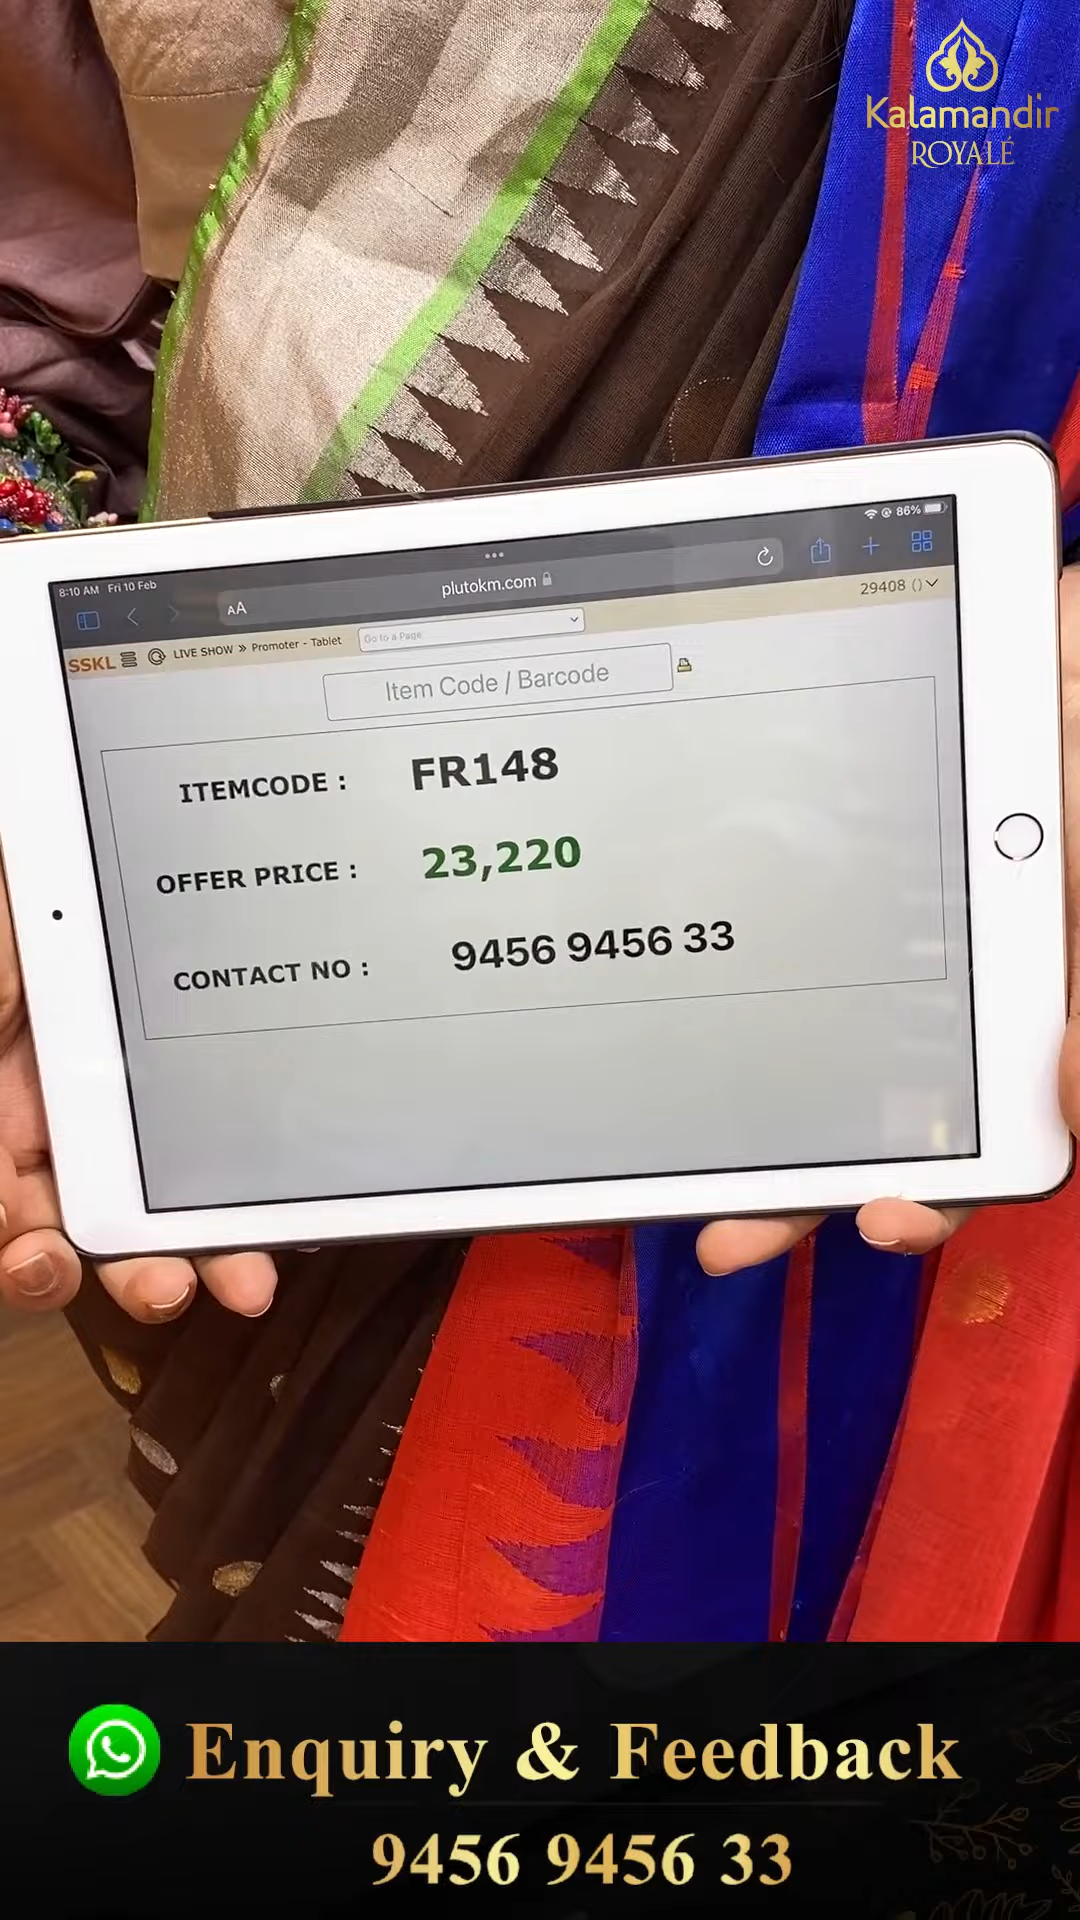 Kalamandir
ROYALÉ
8:10 AM Fri 10 Feb
86%
AA
plutokm.com
29408 ()
SSKL LIVE SHOW » Promoter - Tablet Go to a Page
Item Code / Barcode
ITEMCODE : FR148
OFFER PRICE : 23,220
CONTACT NO : 9456 9456 33
Enquiry & Feedback
9456 9456 33